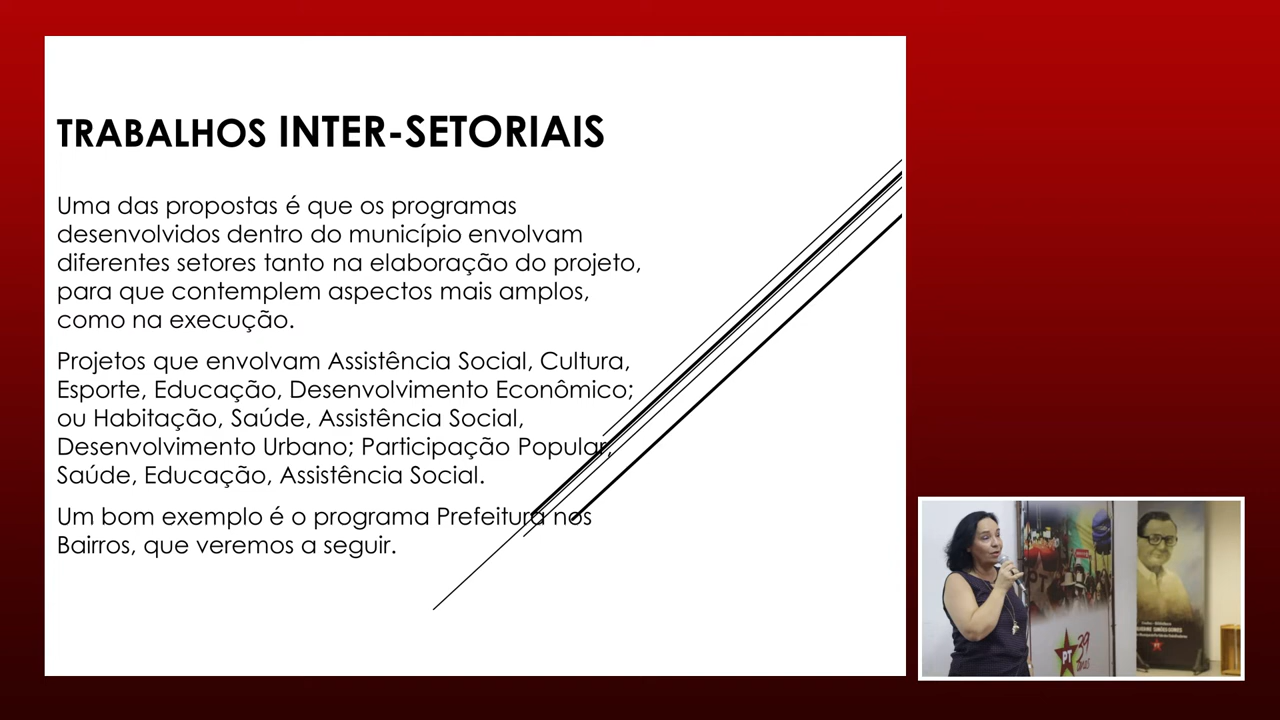 TRABALHOS INTER-SETORIAIS
Uma das propostas é que os programas
desenvolvidos dentro do município envolvam
diferentes setores tanto na elaboração do projeto,
para que contemplem aspectos mais amplos,
como na execução.
Projetos que envolvam Assistência Social, Cultura,
Esporte, Educação, Desenvolvimento Econômico;
ou Habitação, Saúde, Assistência Social,
Desenvolvimento Urbano; Participação Popular,
Saúde, Educação, Assistência Social.
Um bom exemplo é o programa Prefeitura nos
Bairros, que veremos a seguir.
PT
39
anos